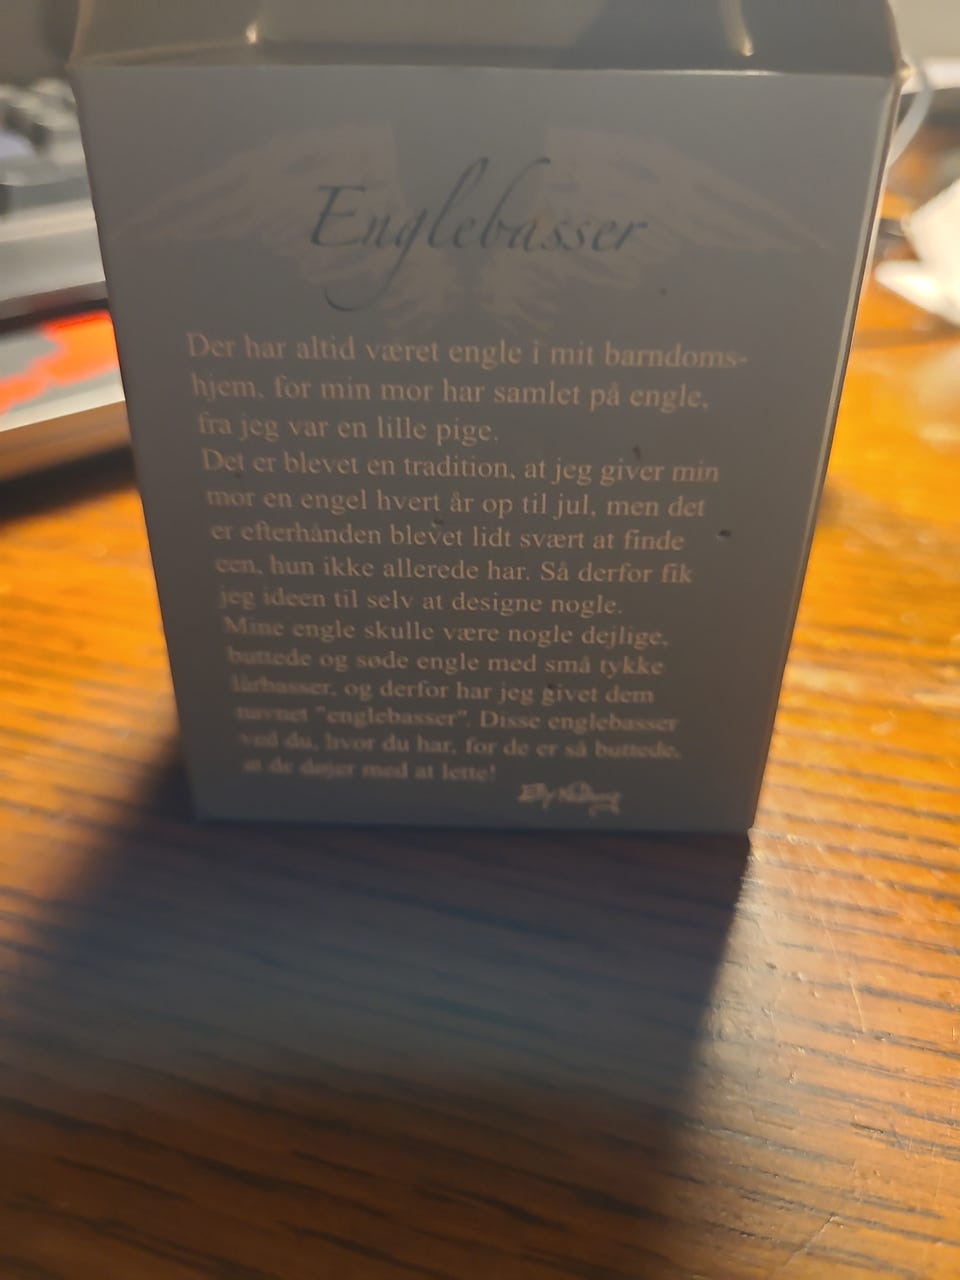 Englebasser
Der har altid været engle i mit barndoms-
hjem, for min mor har samlet på engle,
fra jeg var en lille pige.
Det er blevet en tradition, at jeg giver min
mor en engel hvert år op til jul, men det
er efterhånden blevet lidt svært at finde
een, hun ikke allerede har. Så derfor fik
jeg ideen til selv at designe nogle.
Mine engle skulle være nogle dejlige,
buttede og søde engle med små tykke
lårbasser, og derfor har jeg givet dem
navnet "englebasser". Disse englebasser
ved du, hvor du har, for de er så buttede,
at de døjer med at lette!